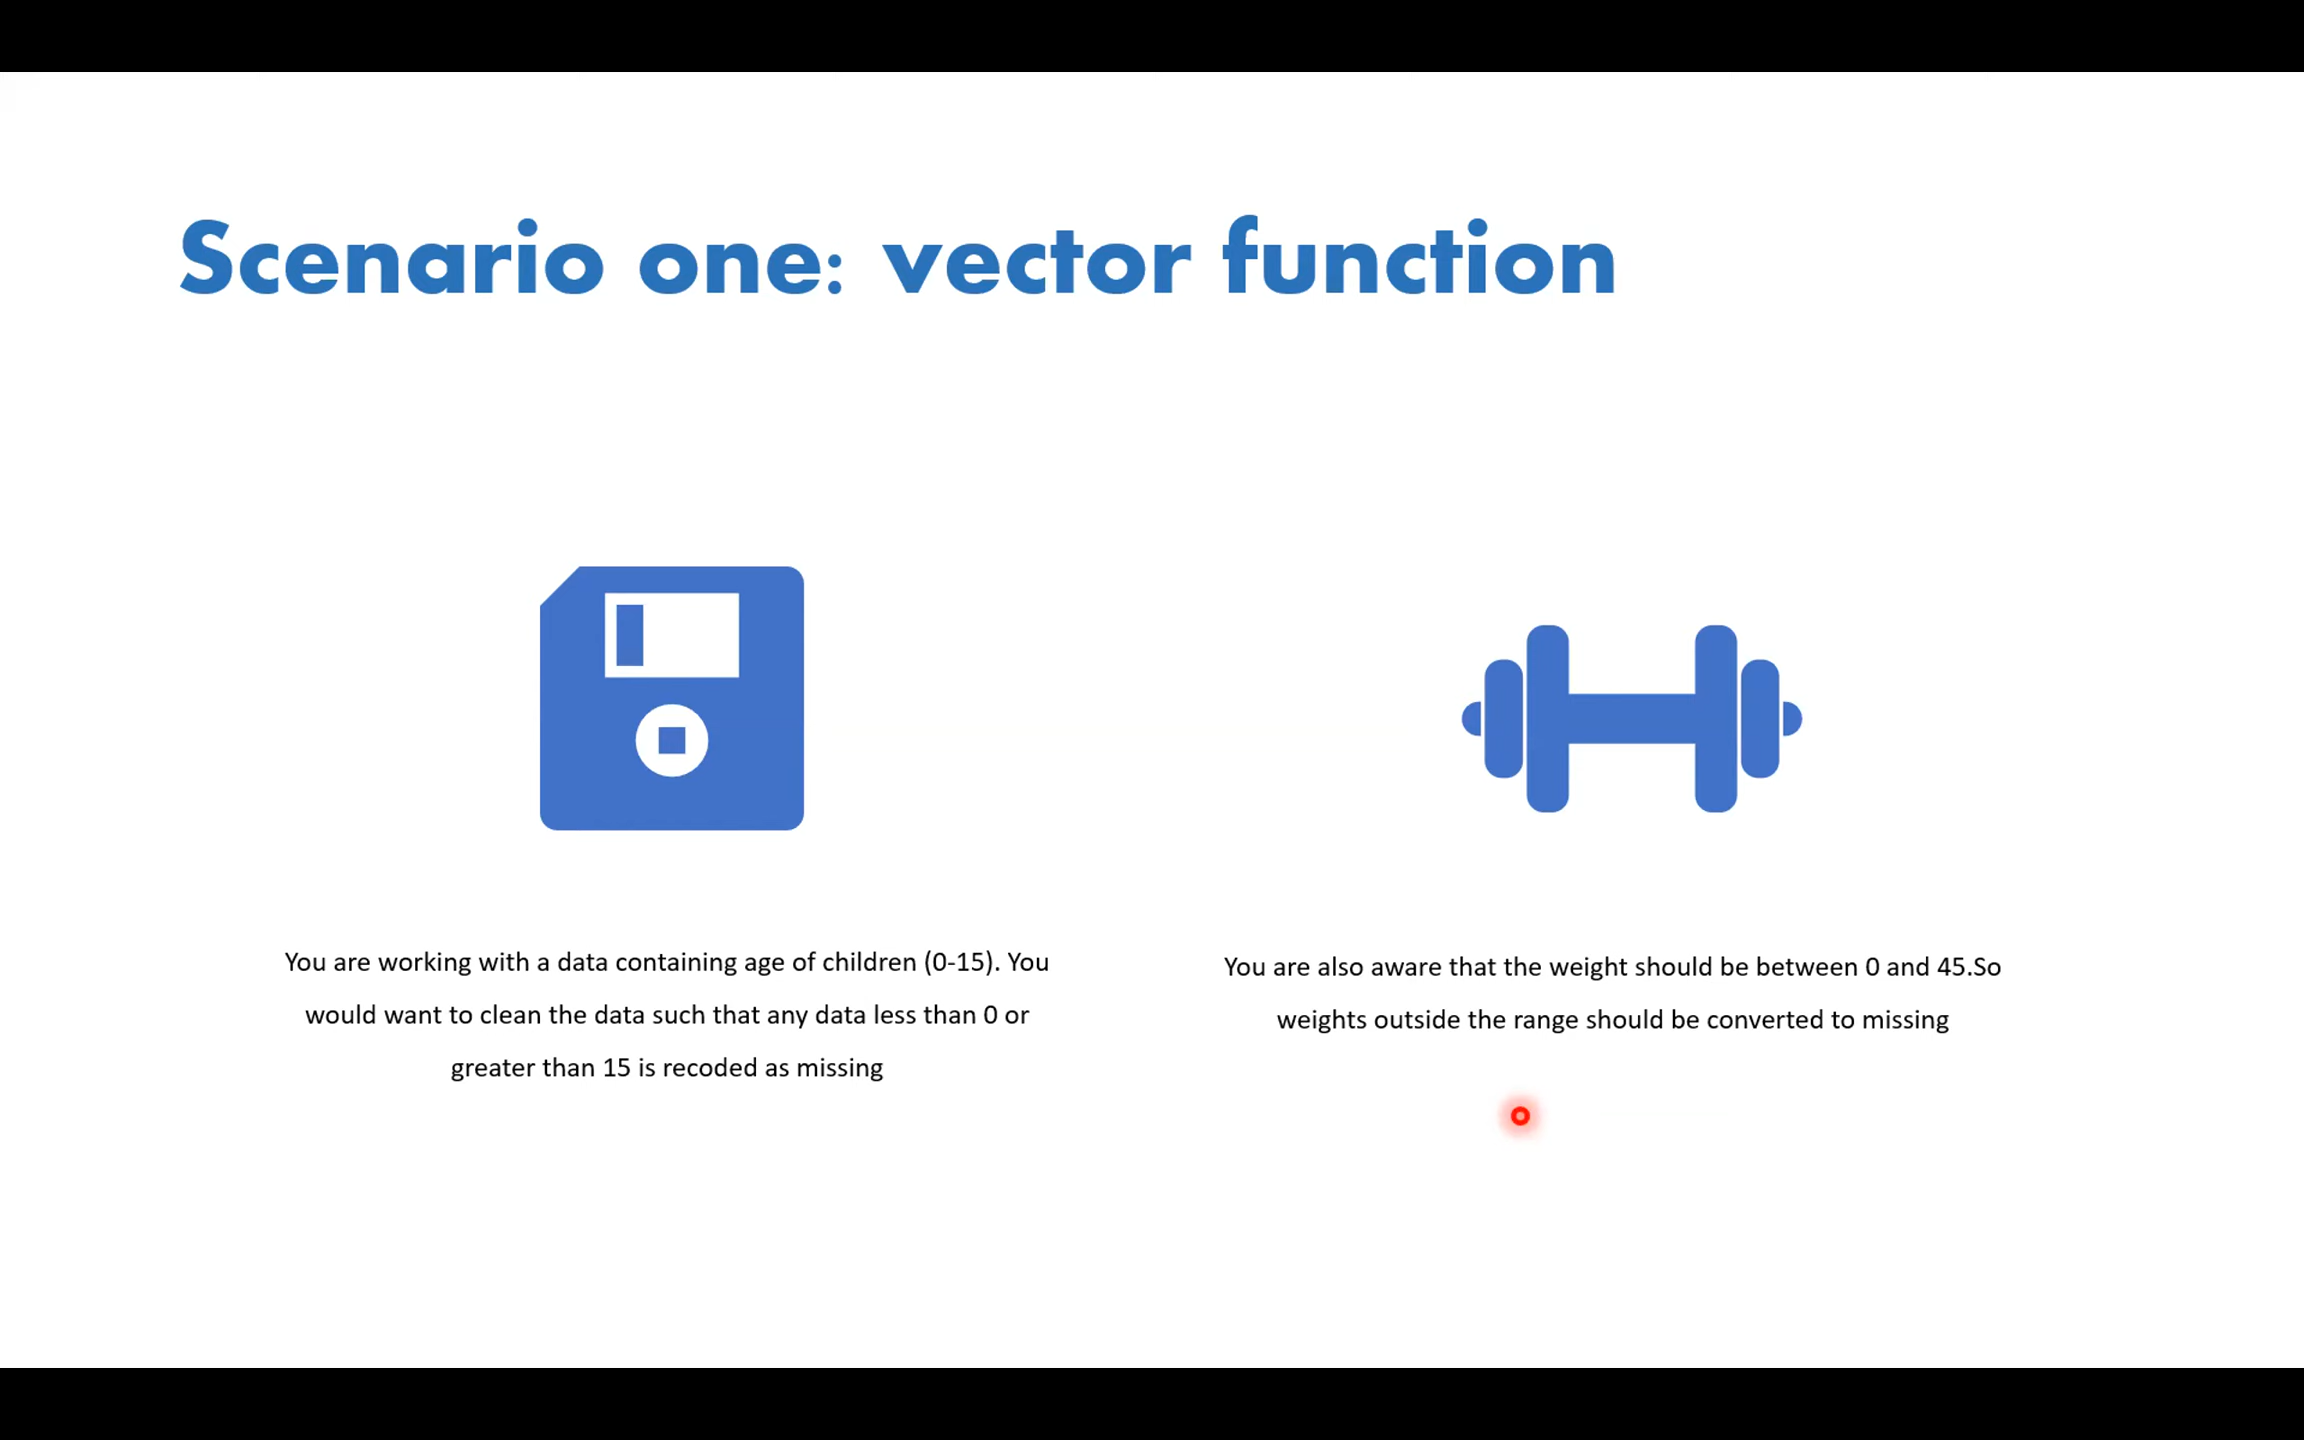 Scenario one: vector function
You are working with a data containing age of children (0-15). You
would want to clean the data such that any data less than 0 or
greater than 15 is recoded as missing
You are also aware that the weight should be between 0 and 45.So
weights outside the range should be converted to missing